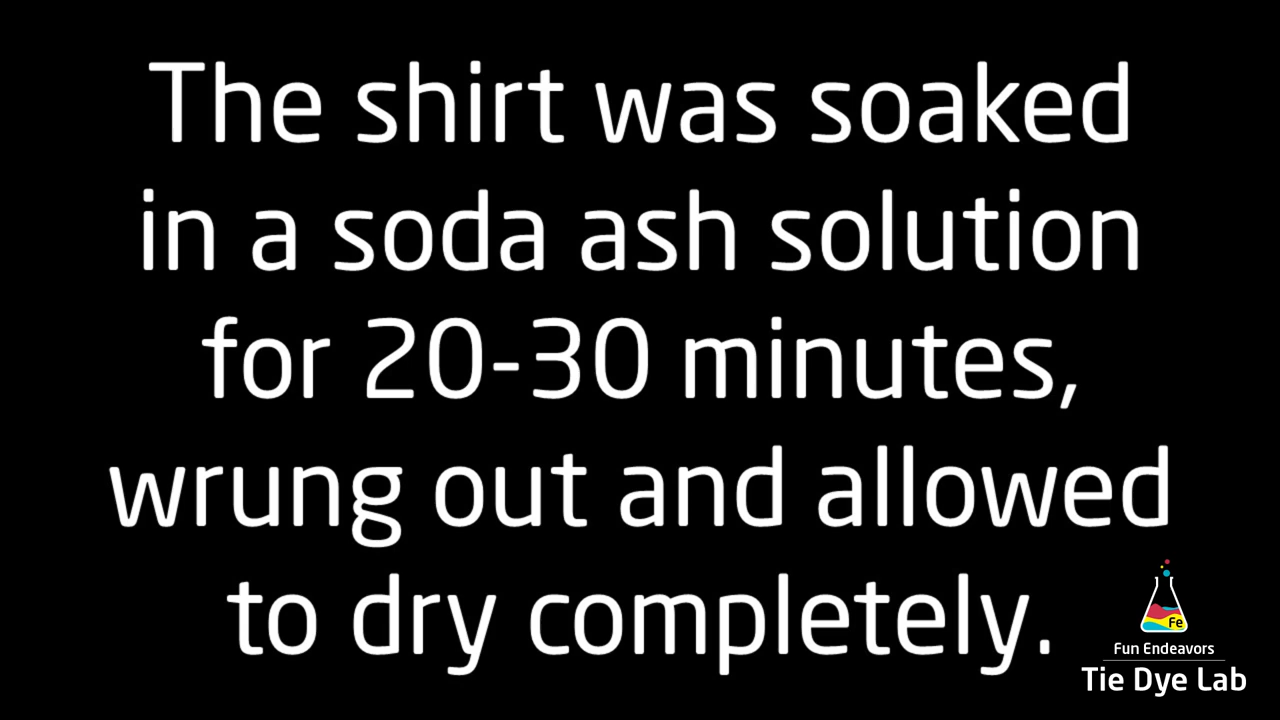 The shirt was soaked
in a soda ash solution
for 20-30 minutes,
wrung out and allowed
to dry completely.
Fe
Fun Endeavors
Tie Dye Lab